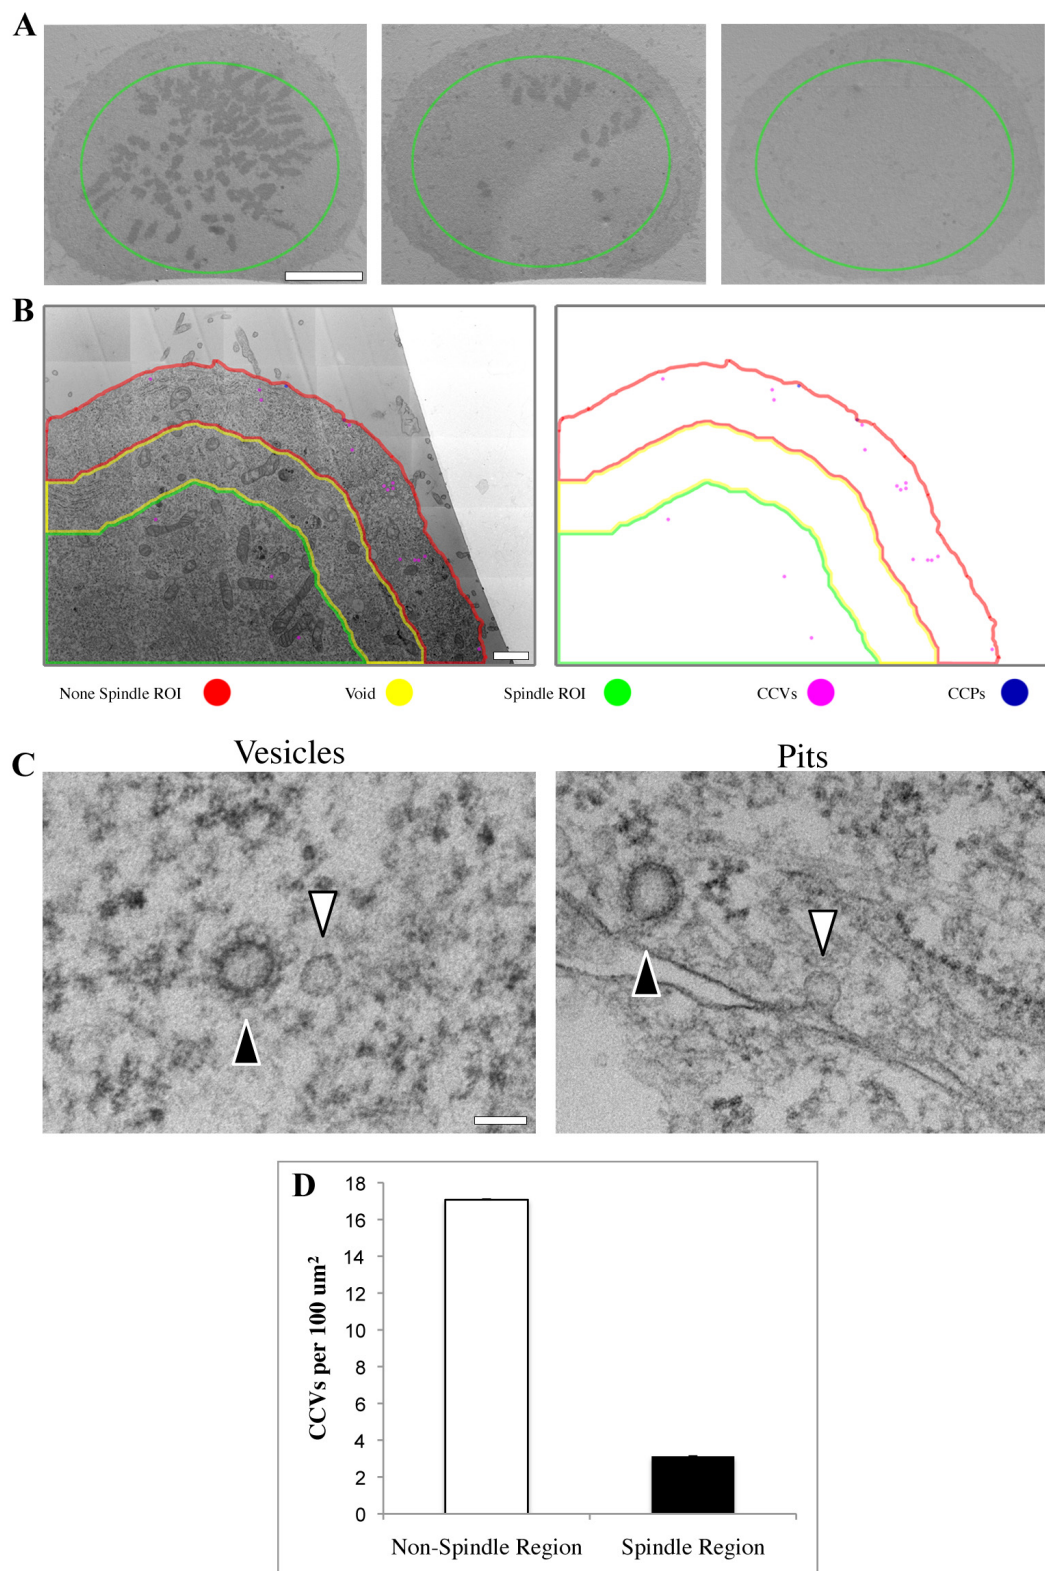 A
B
None Spindle ROI
Void
Spindle ROI
CCVs
CCPs
C
Vesicles
Pits
D
CCVs per 100 um²
18
16
14
12
10
8
6
4
2
0
Non-Spindle Region
Spindle Region